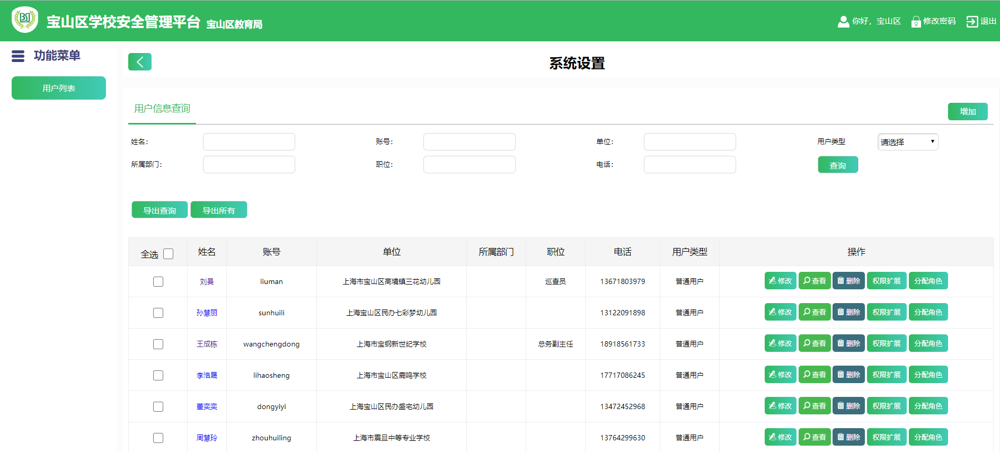 宝山区学校安全管理平台 宝山区教育局
你好，宝山区 修改密码 退出
功能菜单
系统设置
用户列表
用户信息查询
增加
姓名: 账号: 单位: 用户类型 请选择
所属部门: 职位: 电话: 查询
导出查询 导出所有
全选 姓名 账号 单位 所属部门 职位 电话 用户类型 操作
刘曼 liuman 上海市宝山区高境镇三花幼儿园 巡查员 13671803979 普通用户 修改 查看 删除 权限扩展 分配角色
孙慧丽 sunhuili 上海宝山区民办七彩梦幼儿园 13122091898 普通用户 修改 查看 删除 权限扩展 分配角色
王成栋 wangchengdong 上海市宝钢新世纪学校 总务副主任 18918561733 普通用户 修改 查看 删除 权限扩展 分配角色
李浩晟 lihaosheng 上海市宝山区鹿鸣学校 17717086245 普通用户 修改 查看 删除 权限扩展 分配角色
董奕奕 dongyiyi 上海宝山区民办盛宅幼儿园 13472452968 普通用户 修改 查看 删除 权限扩展 分配角色
周慧玲 zhouhuiling 上海市震旦中等专业学校 13764299630 普通用户 修改 查看 删除 权限扩展 分配角色